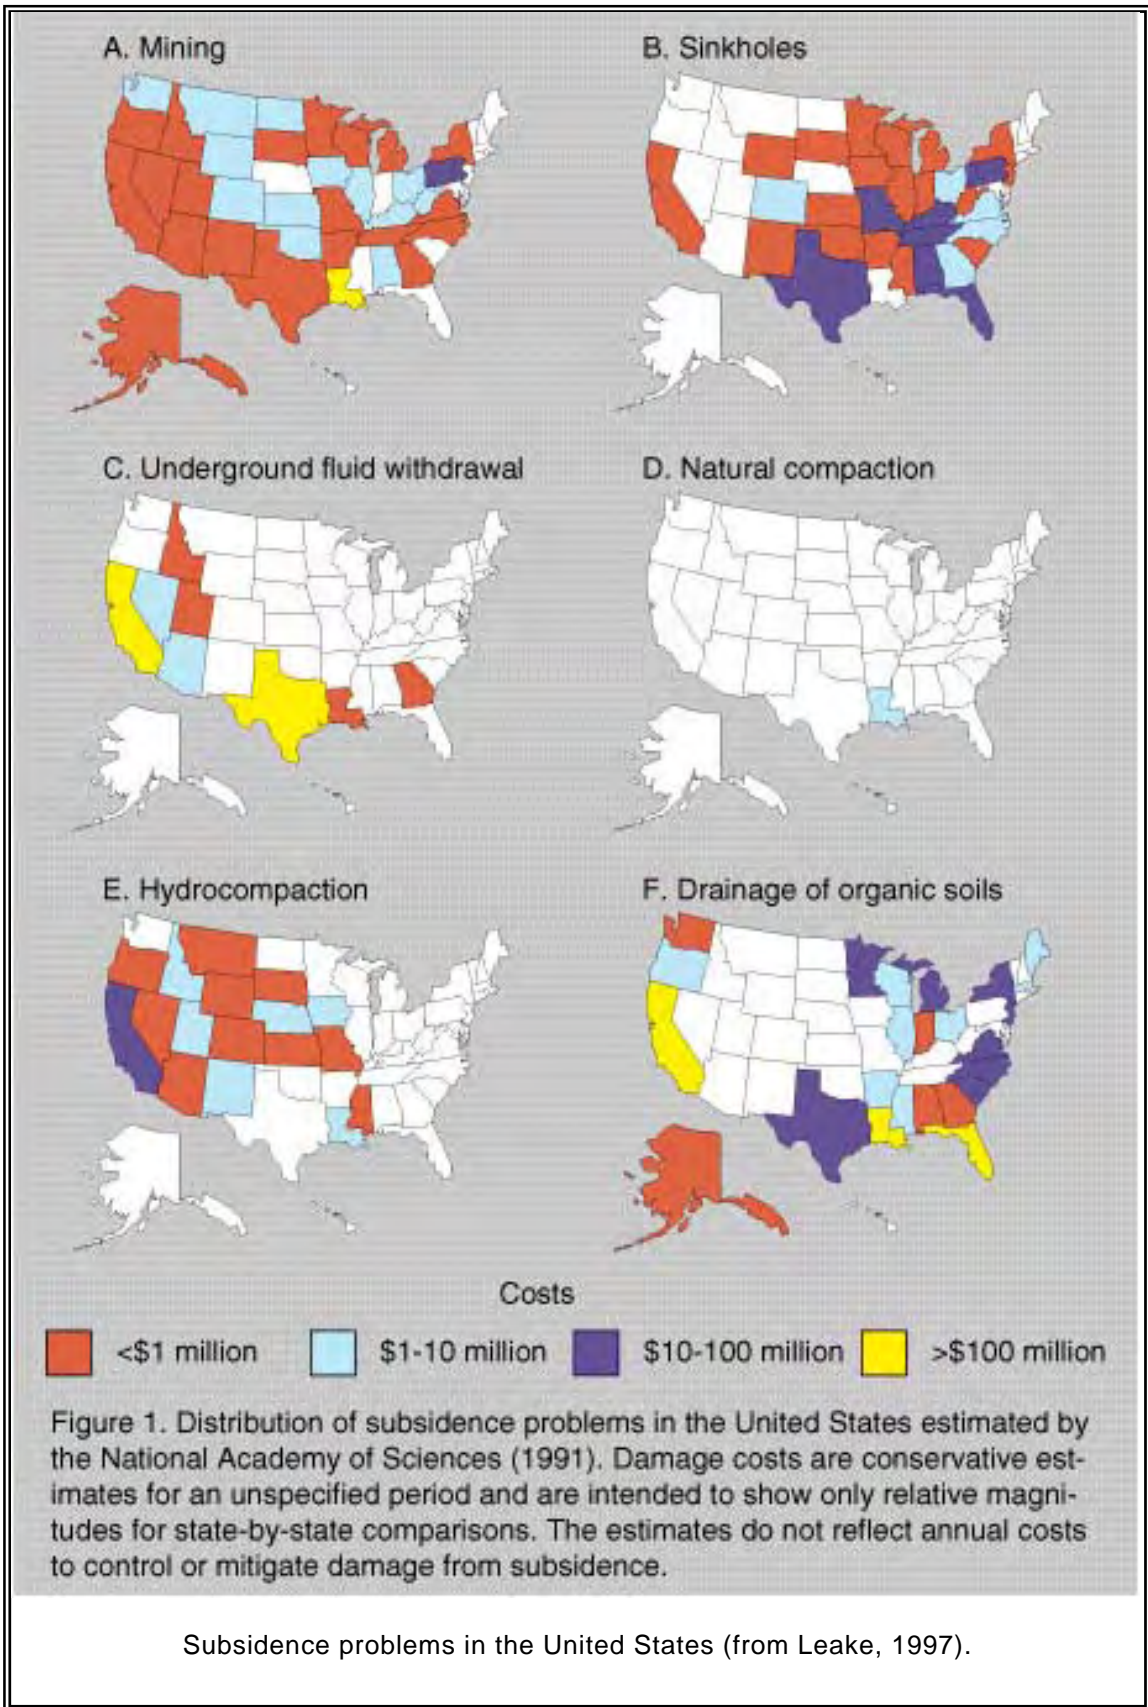 A. Mining
B. Sinkholes
C. Underground fluid withdrawal
D. Natural compaction
E. Hydrocompaction
F. Drainage of organic soils
Costs
<$1 million
$1-10 million
$10-100 million
>$100 million
Figure 1. Distribution of subsidence problems in the United States estimated by
the National Academy of Sciences (1991). Damage costs are conservative est-
imates for an unspecified period and are intended to show only relative magni-
tudes for state-by-state comparisons. The estimates do not reflect annual costs
to control or mitigate damage from subsidence.
Subsidence problems in the United States (from Leake, 1997).